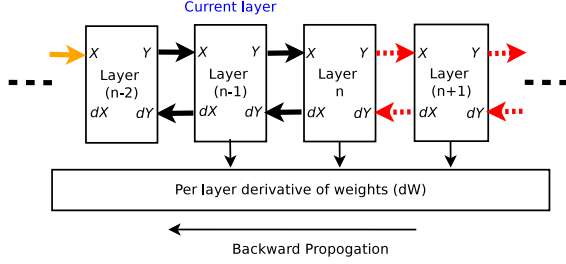 Current layer
X Y X Y X Y X Y
Layer Layer Layer Layer
(n-2) (n-1) n (n+1)
dX dY dX dY dX dY dX dY
Per layer derivative of weights (dW)
Backward Propogation